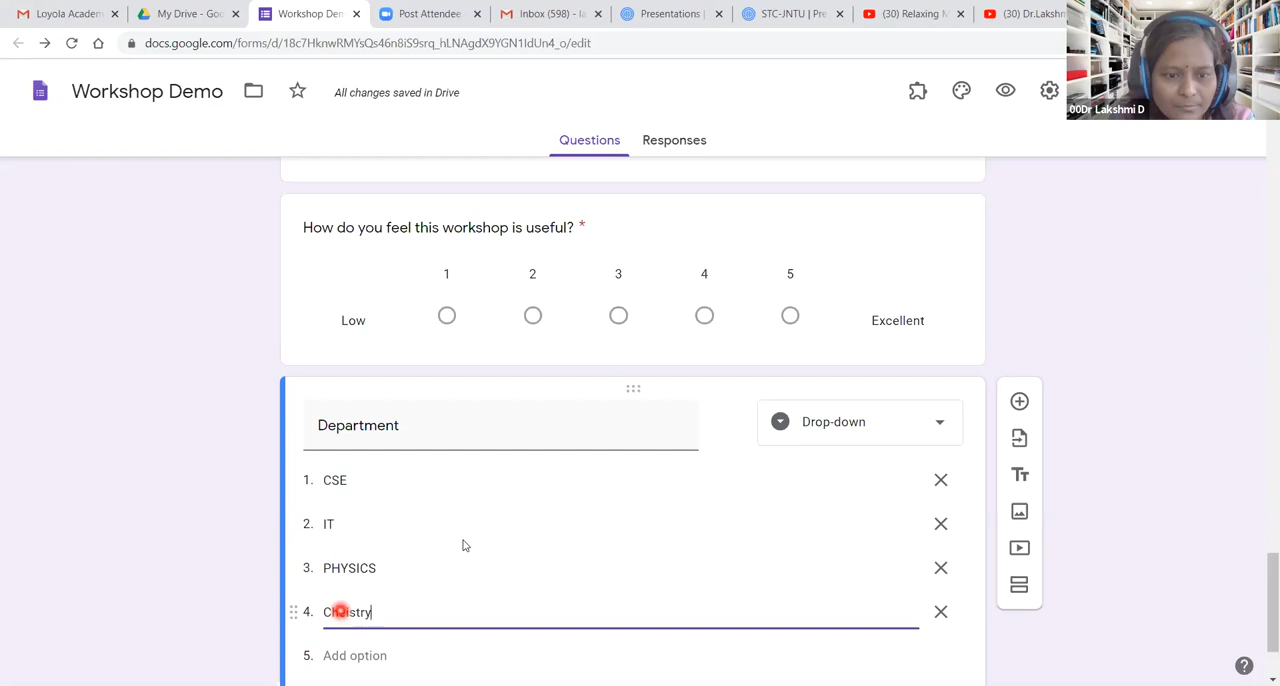 Loyola Academ
My Drive - Goo
Workshop Dem
Post Attendee
Inbox (598) - la
Presentations |
STC-JNTU | Pre
(30) Relaxing M
(30) Dr.Lakshm
docs.google.com/forms/d/18c7HknwRMYsQs46n8iS9srq_hLNAgdX9YGN1IdUn4_o/edit
Workshop Demo
All changes saved in Drive
00Dr Lakshmi D
Questions
Responses
How do you feel this workshop is useful? *
1 2 3 4 5
Low
Excellent
Department
Drop-down
1. CSE
2. IT
3. PHYSICS
4.
5. Add option